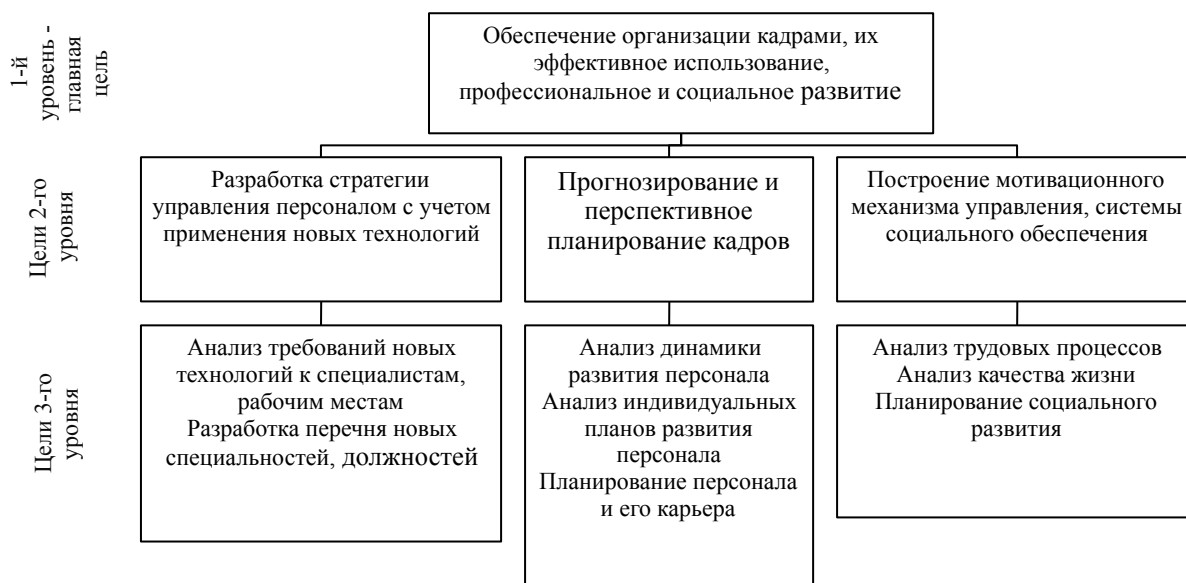 1-й
уровень -
главная
цель
Обеспечение организации кадрами, их
эффективное использование,
профессиональное и социальное развитие
Цели 2-го
уровня
Разработка стратегии
управления персоналом с учетом
применения новых технологий
Прогнозирование и
перспективное
планирование кадров
Построение мотивационного
механизма управления, системы
социального обеспечения
Цели 3-го
уровня
Анализ требований новых
технологий к специалистам,
рабочим местам
Разработка перечня новых
специальностей, должностей
Анализ динамики
развития персонала
Анализ индивидуальных
планов развития
персонала
Планирование персонала
и его карьера
Анализ трудовых процессов
Анализ качества жизни
Планирование социального
развития